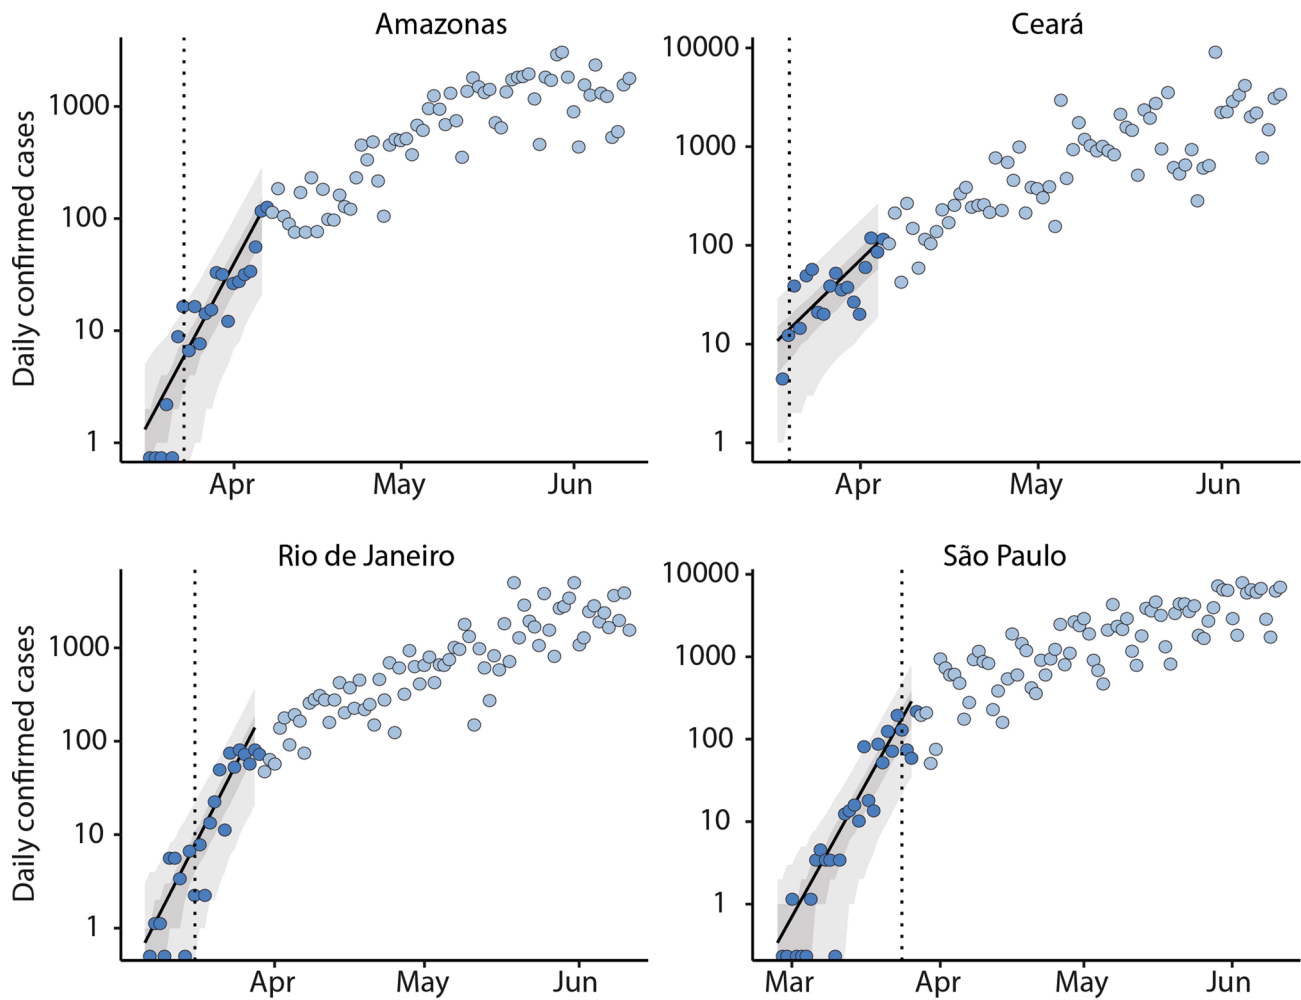 Amazonas
Daily confirmed cases
1000
100
10
1
Apr May Jun
Ceará
10000
1000
100
10
1
Apr May Jun
Rio de Janeiro
Daily confirmed cases
1000
100
10
1
Apr May Jun
São Paulo
10000
1000
100
10
1
Mar Apr May Jun